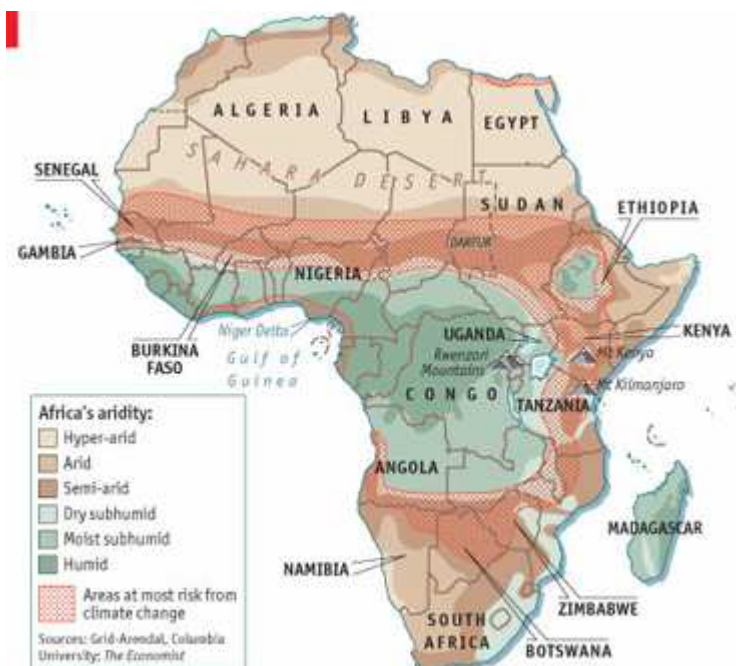 ALGERIA
LIBYA
EGYPT
SAHARA DESERT
SENEGAL
SUDAN
ETHIOPIA
DARFUR
GAMBIA
NIGERIA
UGANDA
KENYA
Niger Delta
BURKINA
FASO
Gulf of
Guinea
Rwenzori
Mountains
Mt Kenya
Mt Kilimanjaro
CONGO
TANZANIA
ANGOLA
MADAGASCAR
NAMIBIA
ZIMBABWE
SOUTH
AFRICA
BOTSWANA
Africa's aridity:
Hyper-arid
Arid
Semi-arid
Dry subhumid
Moist subhumid
Humid
Areas at most risk from
climate change
Sources: Grid-Arendal, Columbia
University; The Economist